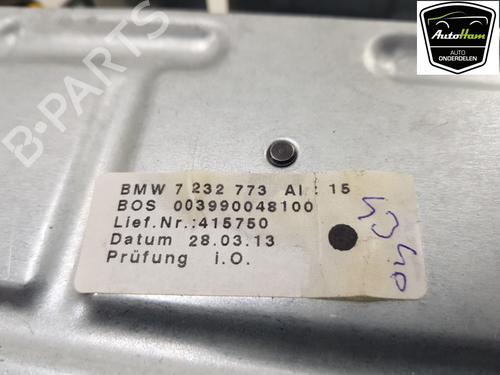 AutoHam
AUTO
ONDERDELEN
B-PARTS
BMW 7 232 773 AI : 15
BOS 003990048100
Lief.Nr.:415750
Datum 28.03.13
Prüfung i.O.